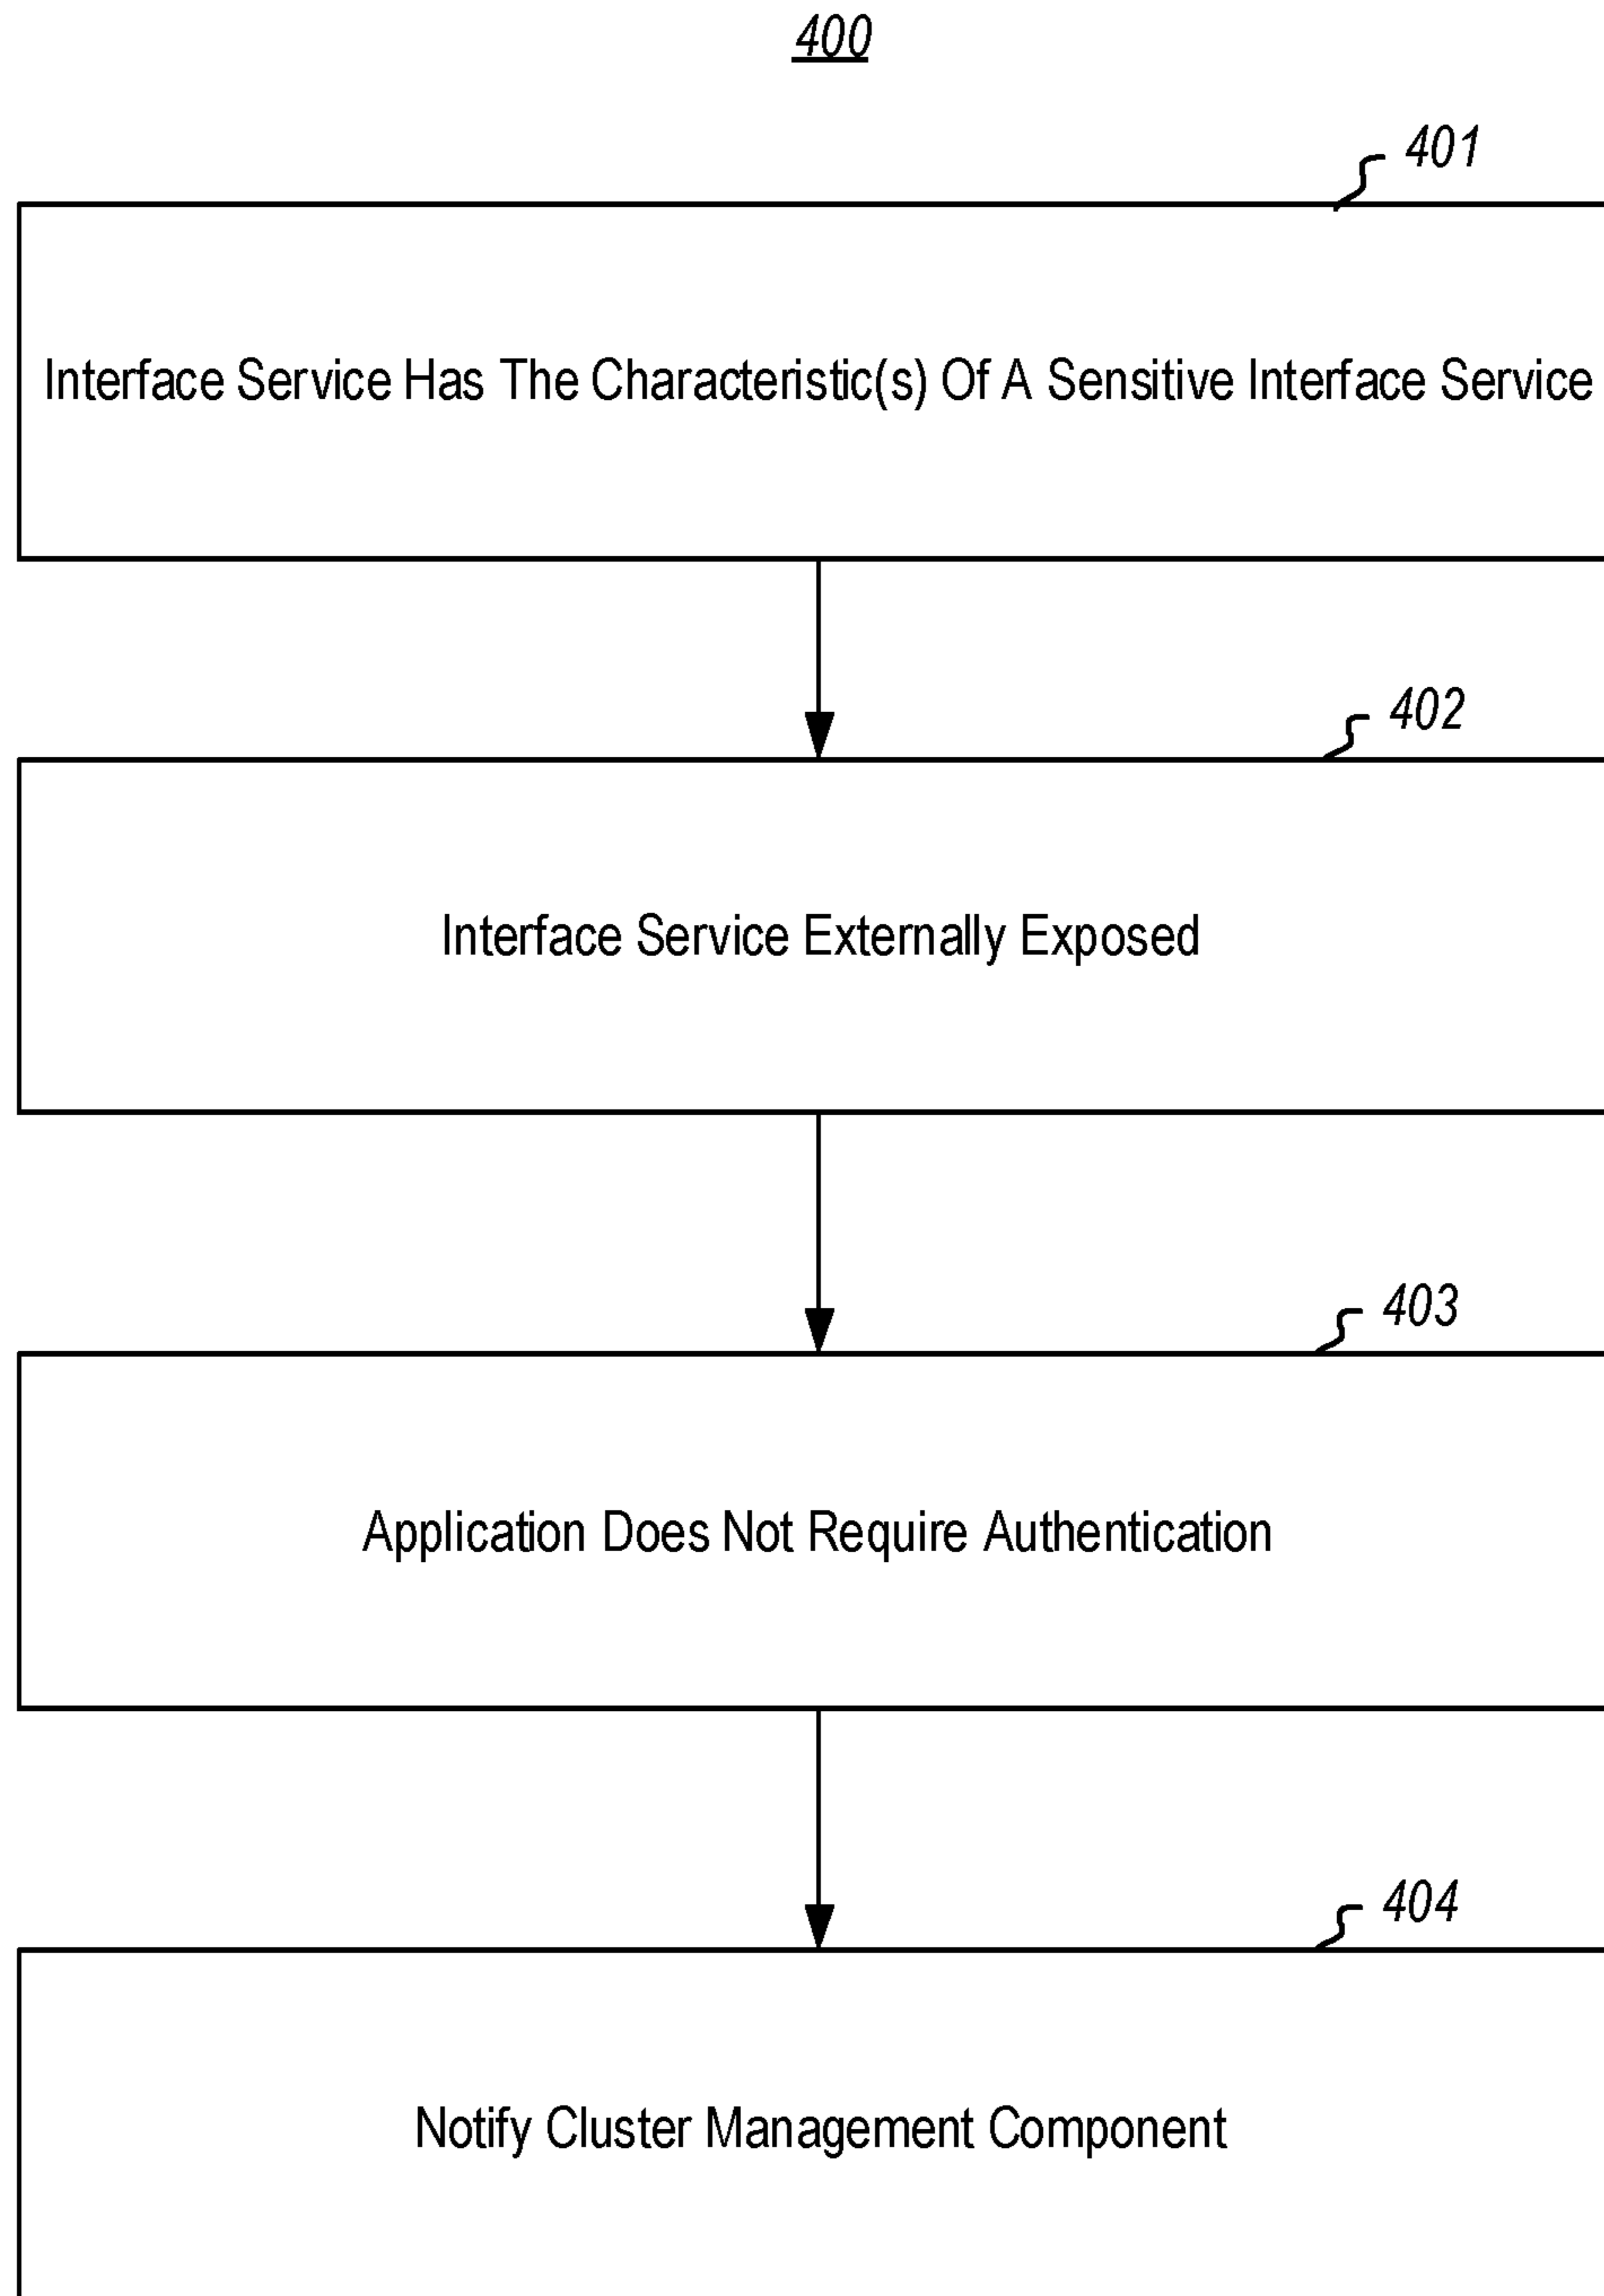 400
401
Interface Service Has The Characteristic(s) Of A Sensitive Interface Service
402
Interface Service Externally Exposed
403
Application Does Not Require Authentication
404
Notify Cluster Management Component